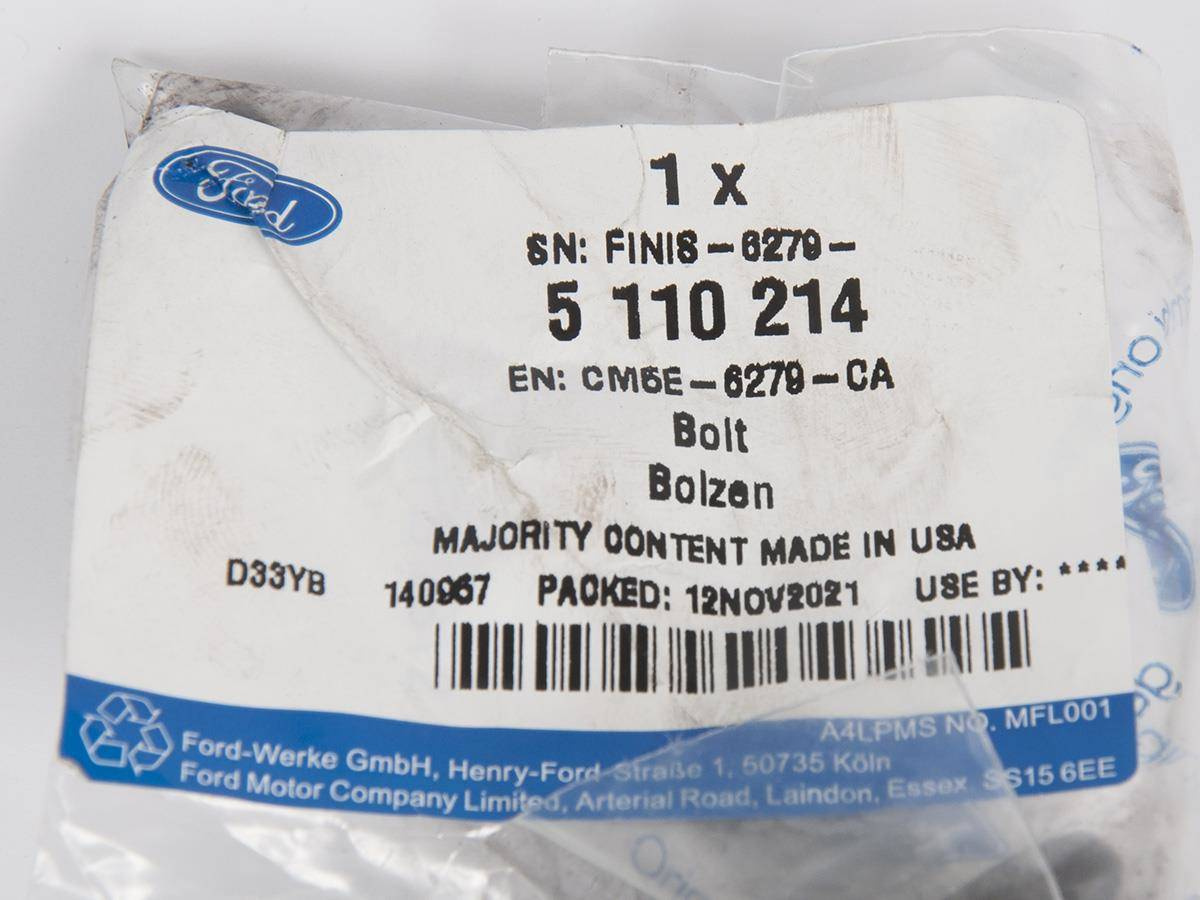 Ford
1 x
SN: FINIS-6279-
5 110 214
EN: CM5E-6279-CA
Bolt
Bolzen
MAJORITY CONTENT MADE IN USA
D33YB 140967 PACKED: 12NOV2021 USE BY: ****
A4LPMS NO. MFL001
Ford-Werke GmbH, Henry-Ford-Straße 1, 50735 Köln
Ford Motor Company Limited, Arterial Road, Laindon, Essex. SS15 6EE